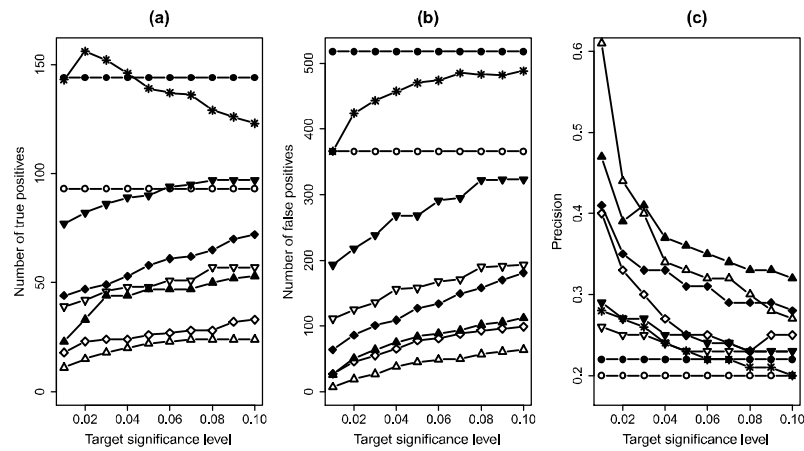 (a)
Number of true positives
0 50 100 150
0.02 0.04 0.06 0.08 0.10
Target significance level
(b)
Number of false positives
0 100 200 300 400 500
0.02 0.04 0.06 0.08 0.10
Target significance level
(c)
Precision
0.2 0.3 0.4 0.5 0.6
0.02 0.04 0.06 0.08 0.10
Target significance level